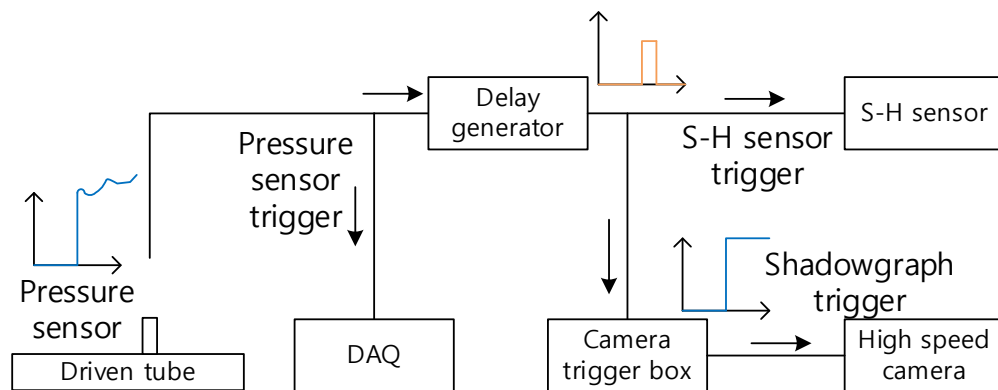 Delay
generator
S-H sensor
Pressure
sensor
trigger
S-H sensor
trigger
Pressure
sensor
Shadowgraph
trigger
Driven tube
DAQ
Camera
trigger box
High speed
camera